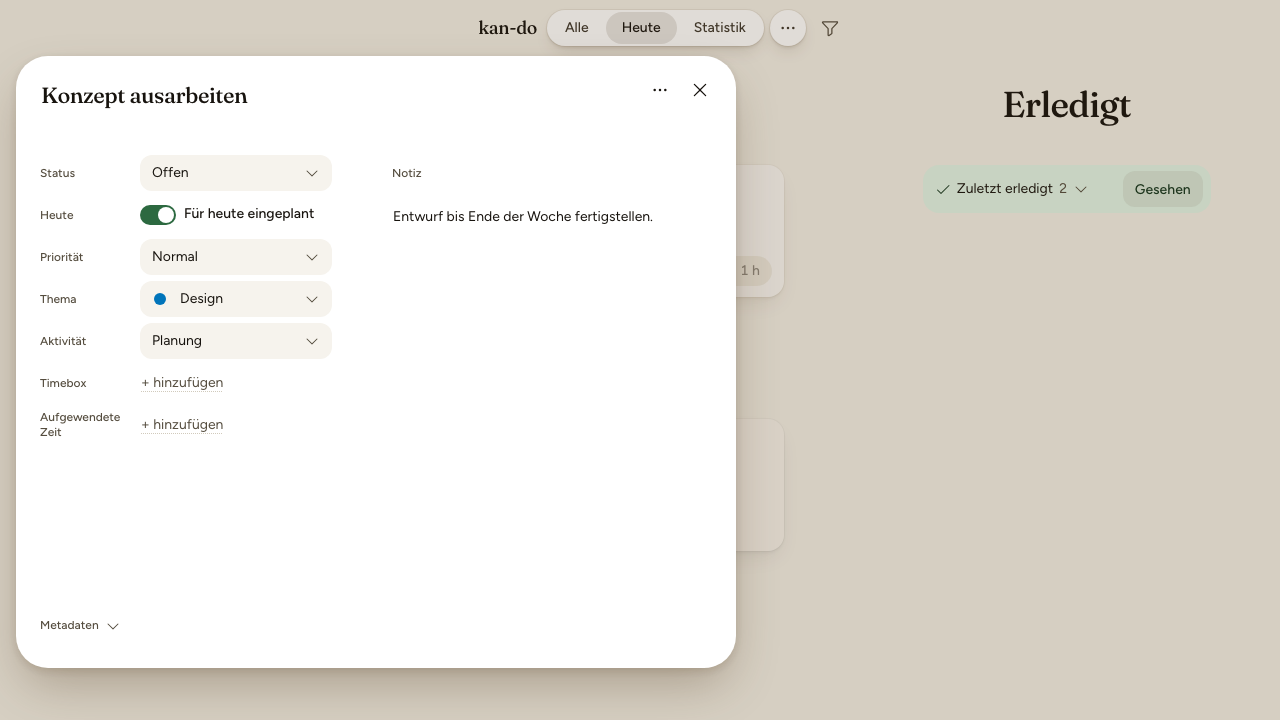 kan-do
Alle
Heute
Statistik
Konzept ausarbeiten
Status
Offen
Heute
Für heute eingeplant
Priorität
Normal
Thema
Design
Aktivität
Planung
Timebox
+ hinzufügen
Aufgewendete
Zeit
+ hinzufügen
Metadaten
Notiz
Entwurf bis Ende der Woche fertigstellen.
1 h
Erledigt
Zuletzt erledigt 2
Gesehen